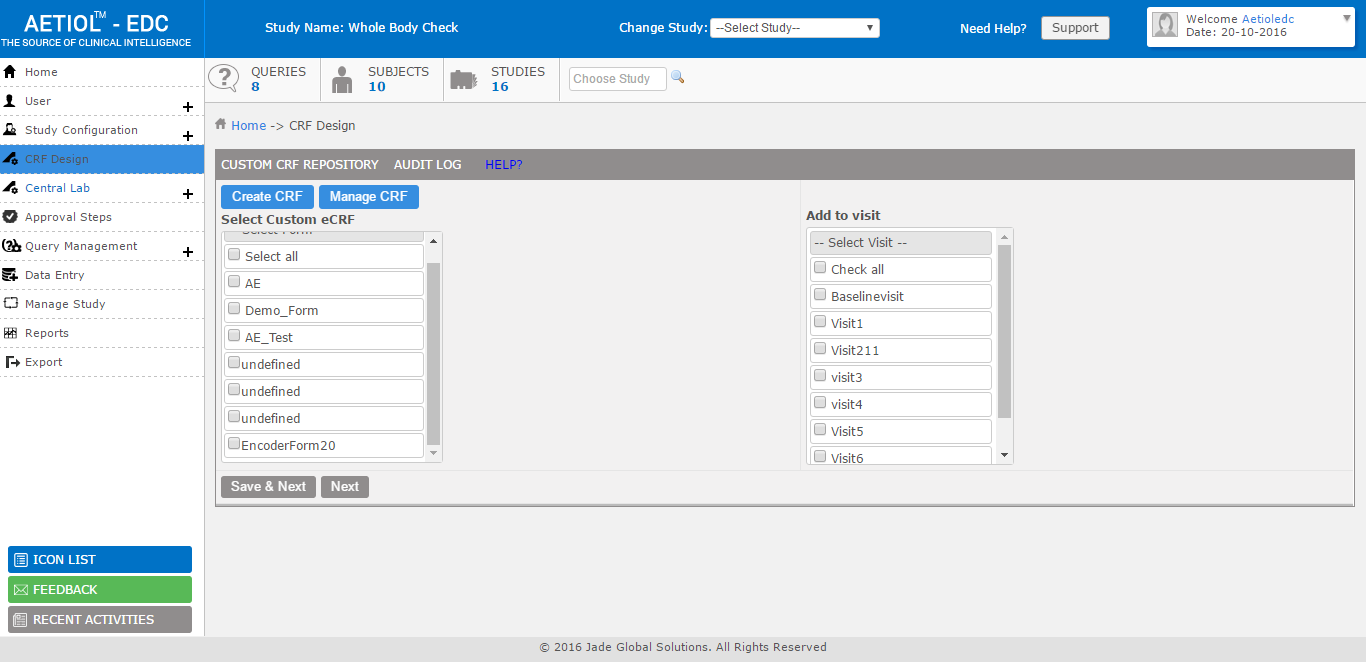 AETIOL™ - EDC
THE SOURCE OF CLINICAL INTELLIGENCE
Study Name: Whole Body Check
Change Study: --Select Study--
Need Help? Support
Welcome Aetioledc
Date: 20-10-2016
Home
User
Study Configuration
CRF Design
Central Lab
Approval Steps
Query Management
Data Entry
Manage Study
Reports
Export
ICON LIST
FEEDBACK
RECENT ACTIVITIES
QUERIES
8
SUBJECTS
10
STUDIES
16
Choose Study
Home -> CRF Design
CUSTOM CRF REPOSITORY AUDIT LOG HELP?
Create CRF Manage CRF
Select Custom eCRF
-- Select Form --
Select all
AE
Demo_Form
AE_Test
undefined
undefined
undefined
EncoderForm20
Add to visit
-- Select Visit --
Check all
Baselinevisit
Visit1
Visit211
visit3
visit4
Visit5
Visit6
Save & Next Next
© 2016 Jade Global Solutions. All Rights Reserved